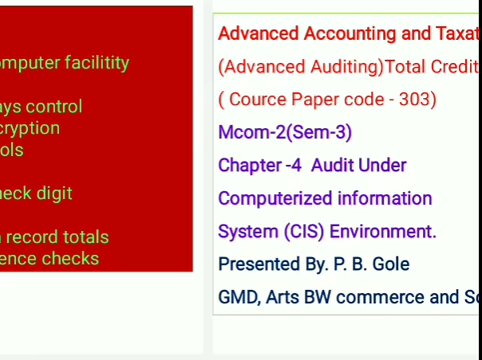 omputer facilitity
ays control
cryption
ols
heck digit
record totals
ence checks
Advanced Accounting and Taxat
(Advanced Auditing)Total Credit
( Cource Paper code - 303)
Mcom-2(Sem-3)
Chapter -4 Audit Under
Computerized information
System (CIS) Environment.
Presented By. P. B. Gole
GMD, Arts BW commerce and Sc